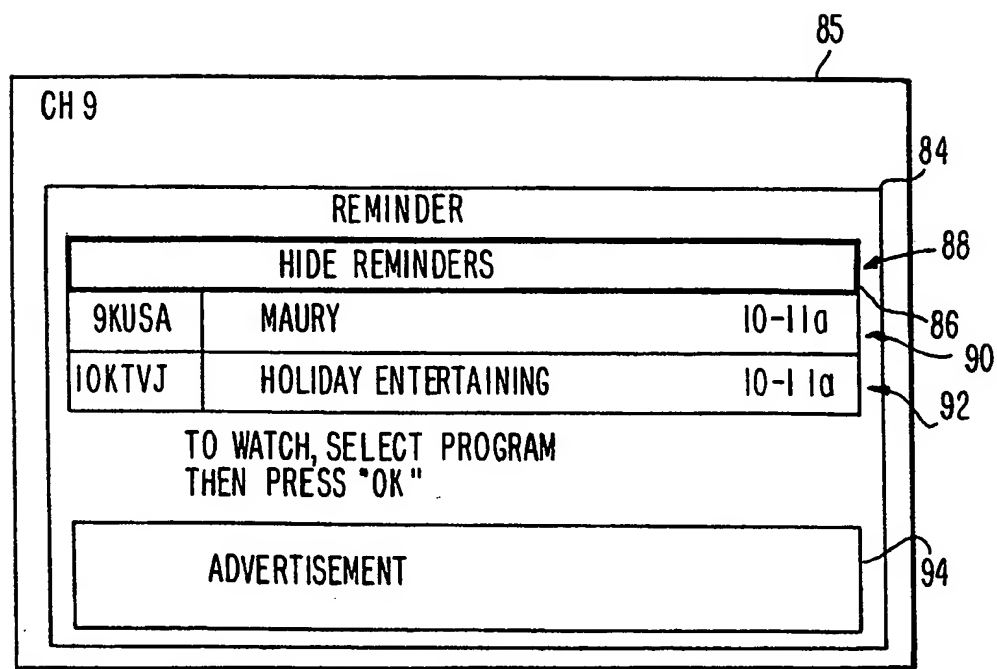 85
CH 9
84
REMINDER
HIDE REMINDERS
88
86
9KUSA MAURY 10-11a
90
10KTVJ HOLIDAY ENTERTAINING 10-11a
92
TO WATCH, SELECT PROGRAM
THEN PRESS "OK"
ADVERTISEMENT
94